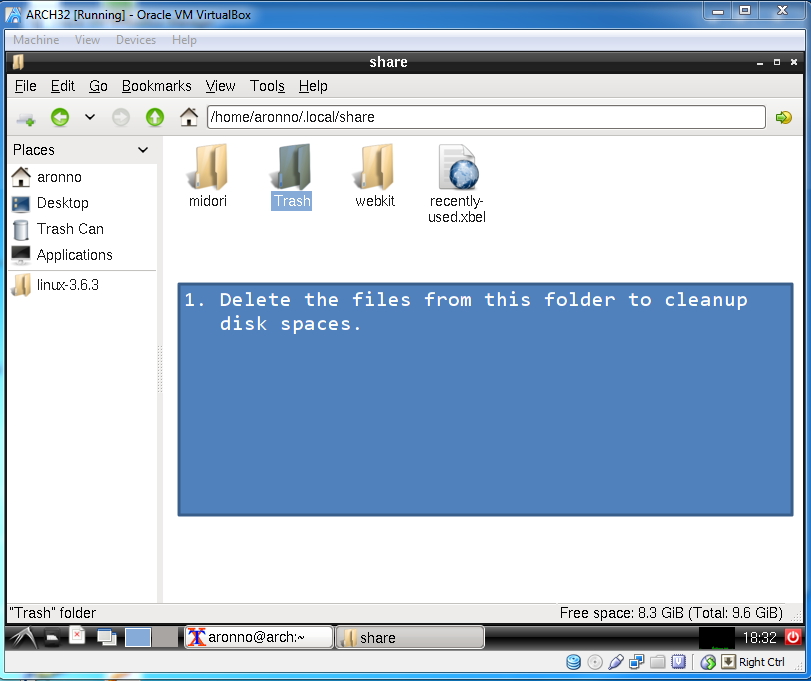 ARCH32 [Running] - Oracle VM VirtualBox
Machine View Devices Help
share
File Edit Go Bookmarks View Tools Help
/home/aronno/.local/share
Places
aronno
Desktop
Trash Can
Applications
linux-3.6.3
midori
Trash
webkit
recently-
used.xbel
1. Delete the files from this folder to cleanup
disk spaces.
"Trash" folder
Free space: 8.3 GiB (Total: 9.6 GiB)
aronno@arch:~
share
18:32
Right Ctrl